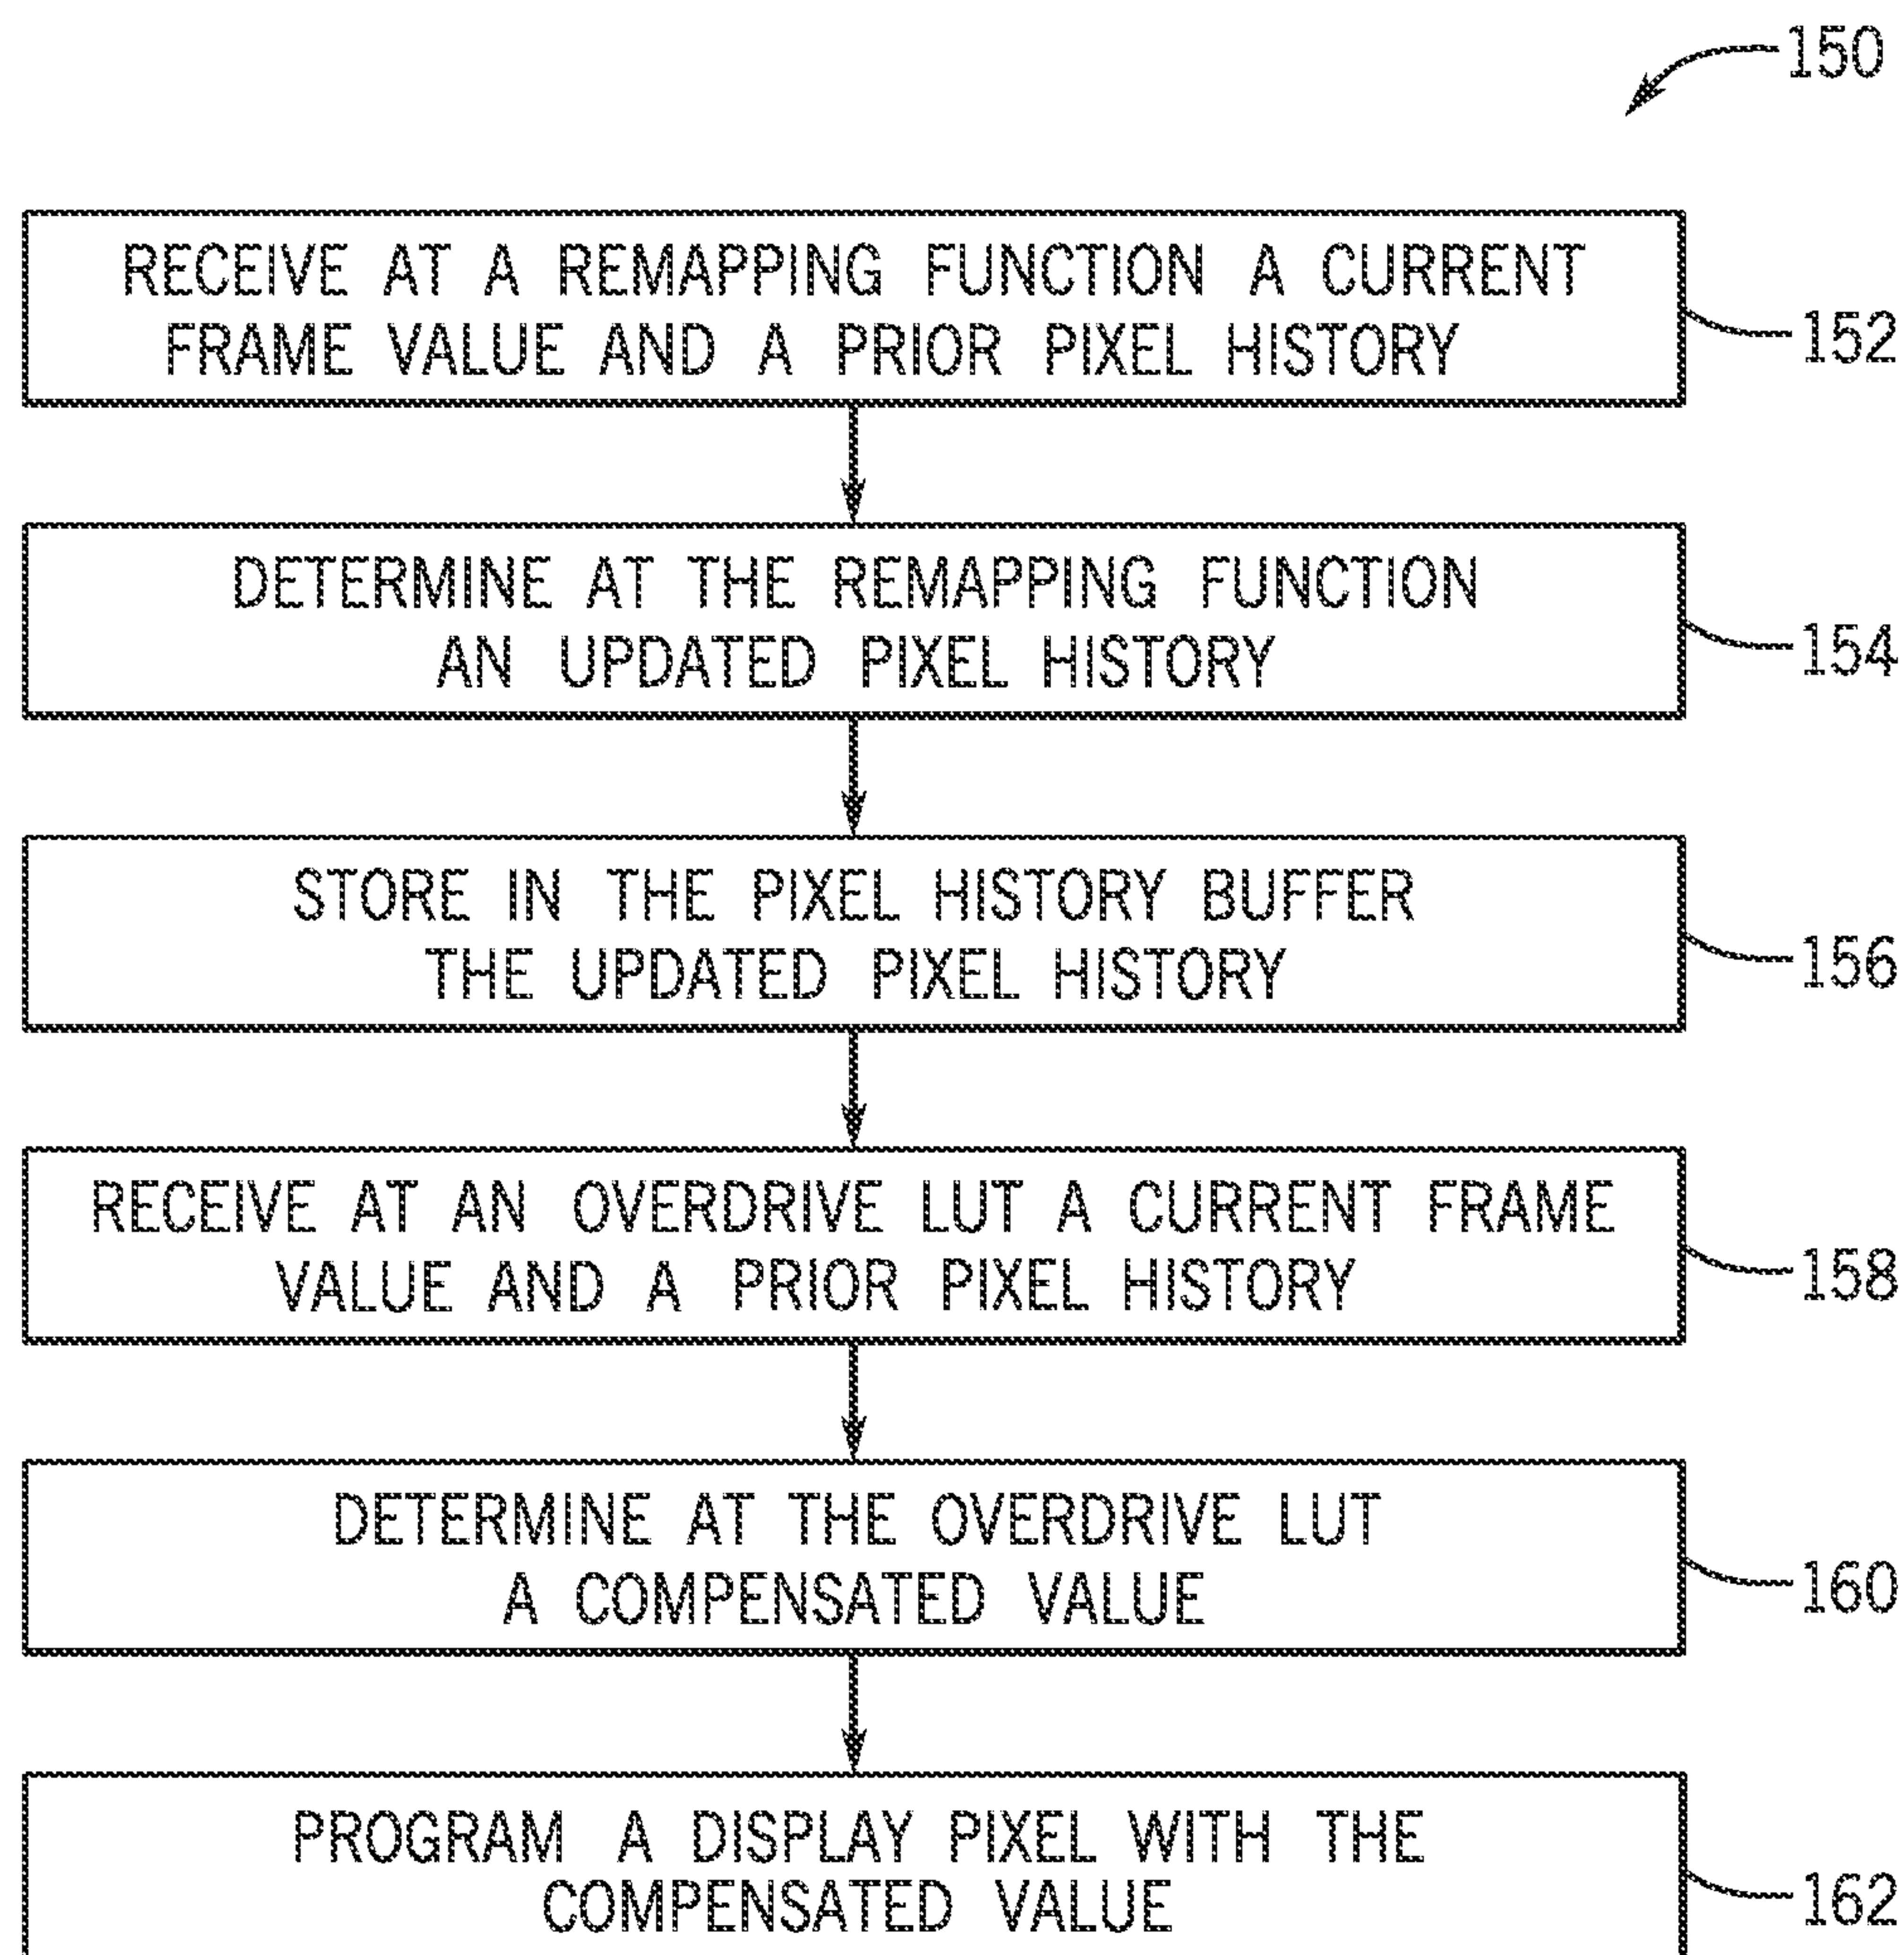 150
RECEIVE AT A REMAPPING FUNCTION A CURRENT
FRAME VALUE AND A PRIOR PIXEL HISTORY
152
DETERMINE AT THE REMAPPING FUNCTION
AN UPDATED PIXEL HISTORY
154
STORE IN THE PIXEL HISTORY BUFFER
THE UPDATED PIXEL HISTORY
156
RECEIVE AT AN OVERDRIVE LUT A CURRENT FRAME
VALUE AND A PRIOR PIXEL HISTORY
158
DETERMINE AT THE OVERDRIVE LUT
A COMPENSATED VALUE
160
PROGRAM A DISPLAY PIXEL WITH THE
COMPENSATED VALUE
162